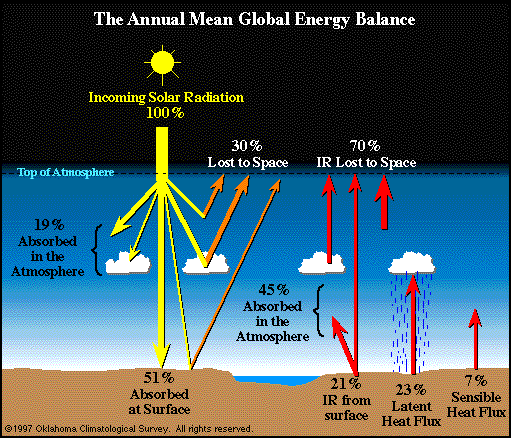 The Annual Mean Global Energy Balance
Incoming Solar Radiation
100%
30%
Lost to Space
70%
IR Lost to Space
Top of Atmosphere
19%
Absorbed
in the
Atmosphere
45%
Absorbed
in the
Atmosphere
51%
Absorbed
at Surface
21%
IR from
surface
23%
Latent
Heat Flux
7%
Sensible
Heat Flux
©1997 Oklahoma Climatological Survey. All rights reserved.